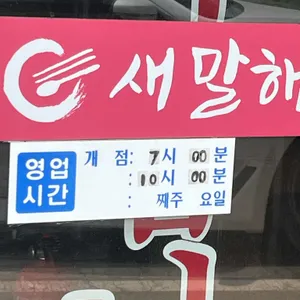 새말해
영업
시간
개 점: 7시 00분
: 10시 00분
: 째주 요일